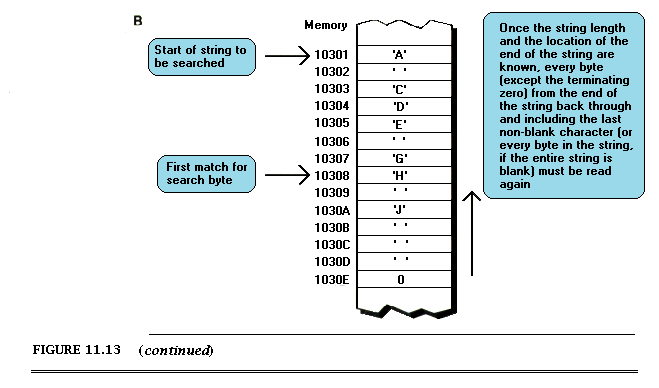 B
Memory
Start of string to
be searched
10301 'A'
10302 ' '
10303 'C'
10304 'D'
10305 'E'
10306 ' '
10307 'G'
First match for
search byte
10308 'H'
10309 ' '
1030A 'J'
1030B ' '
1030C ' '
1030D ' '
1030E 0
Once the string length
and the location of the
end of the string are
known, every byte
(except the terminating
zero) from the end of
the string back through
and including the last
non-blank character (or
every byte in the string,
if the entire string is
blank) must be read
again
FIGURE 11.13 (continued)